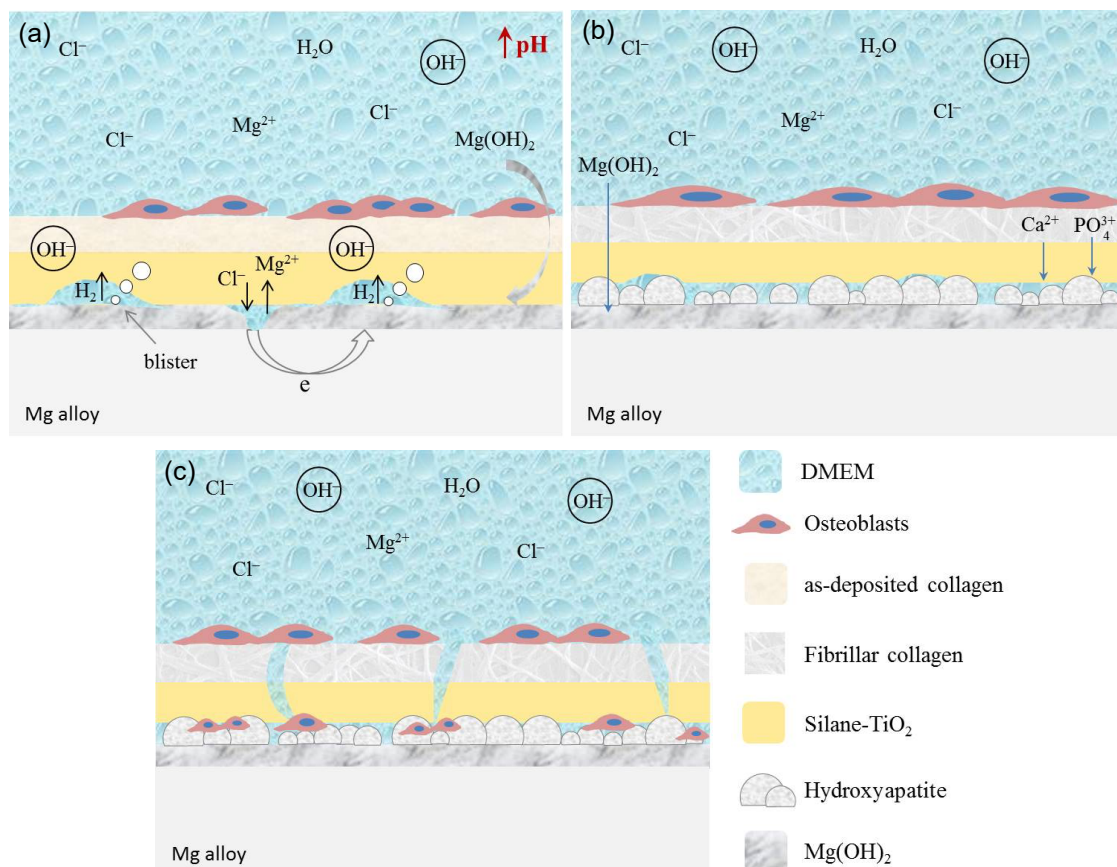 (a)
Cl⁻
H₂O
OH⁻
pH
Cl⁻
Mg²⁺
Cl⁻
Mg(OH)₂
OH⁻
OH⁻
H₂
Cl⁻
Mg²⁺
H₂
blister
e
Mg alloy
(b)
Cl⁻
OH⁻
H₂O
OH⁻
Cl⁻
Mg²⁺
Cl⁻
Mg(OH)₂
Ca²⁺
PO₄³⁺
Mg alloy
(c)
Cl⁻
OH⁻
H₂O
OH⁻
Mg²⁺
Cl⁻
Cl⁻
Mg alloy
DMEM
Osteoblasts
as-deposited collagen
Fibrillar collagen
Silane-TiO₂
Hydroxyapatite
Mg(OH)₂